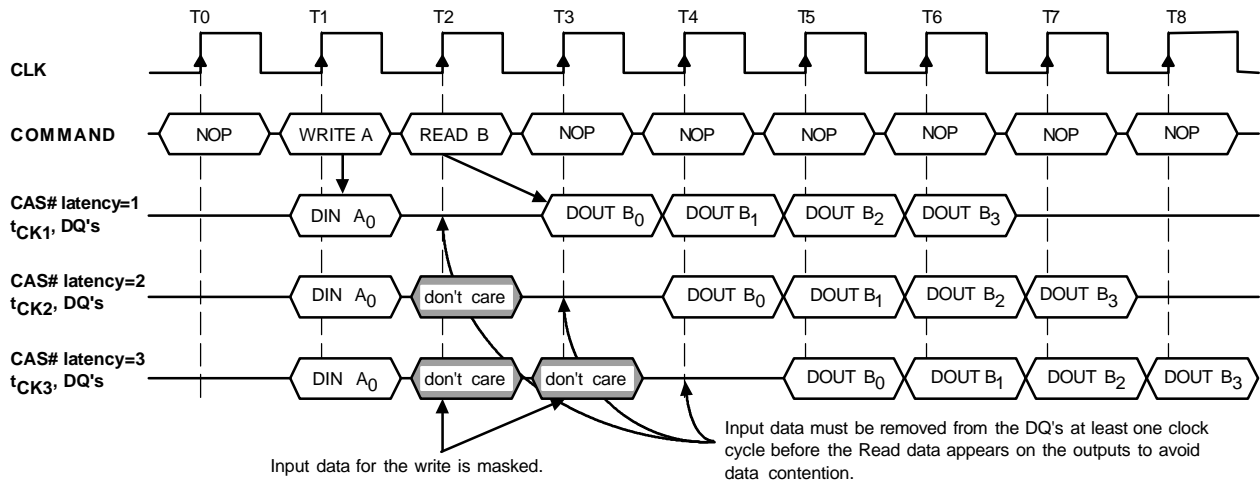 T0 T1 T2 T3 T4 T5 T6 T7 T8
CLK
COMMAND NOP WRITE A READ B NOP NOP NOP NOP NOP NOP
CAS# latency=1
tCK1, DQ's DIN A0 DOUT B0 DOUT B1 DOUT B2 DOUT B3
CAS# latency=2
tCK2, DQ's DIN A0 don't care DOUT B0 DOUT B1 DOUT B2 DOUT B3
CAS# latency=3
tCK3, DQ's DIN A0 don't care don't care DOUT B0 DOUT B1 DOUT B2 DOUT B3
Input data for the write is masked.
Input data must be removed from the DQ's at least one clock
cycle before the Read data appears on the outputs to avoid
data contention.